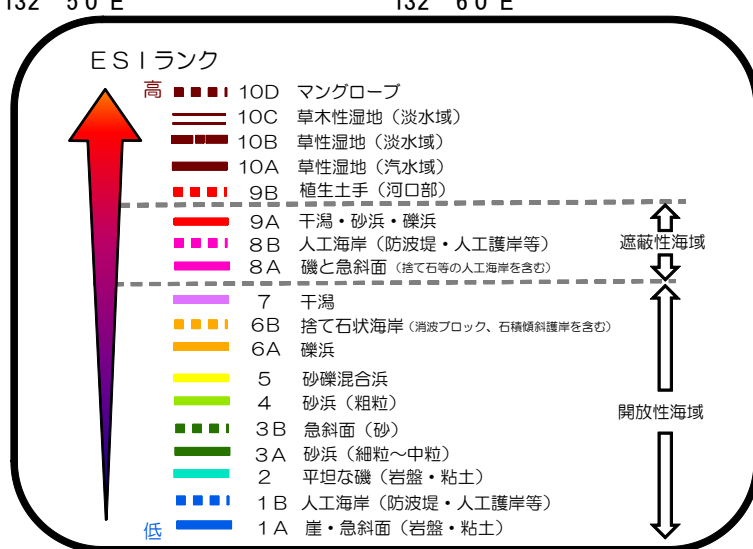 132° 50'E 132° 60'E
ESIランク
高
10D マングローブ
10C 草木性湿地（淡水域）
10B 草性湿地（淡水域）
10A 草性湿地（汽水域）
9B 植生土手（河口部）
9A 干潟・砂浜・礫浜
8B 人工海岸（防波堤・人工護岸等）
遮蔽性海域
8A 磯と急斜面（捨て石等の人工海岸を含む）
7 干潟
6B 捨て石状海岸（消波ブロック、石積傾斜護岸を含む）
6A 礫浜
5 砂礫混合浜
4 砂浜（粗粒）
開放性海域
3B 急斜面（砂）
3A 砂浜（細粒～中粒）
2 平坦な磯（岩盤・粘土）
1B 人工海岸（防波堤・人工護岸等）
低
1A 崖・急斜面（岩盤・粘土）